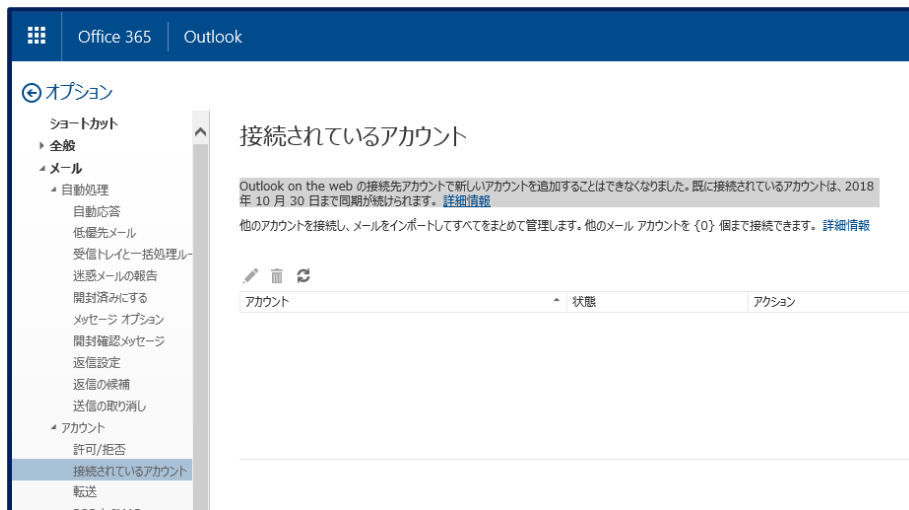 Office 365 Outlook
オプション
ショートカット
全般
メール
自動処理
自動応答
低優先メール
受信トレイと一括処理ル
迷惑メールの報告
開封済みにする
メッセージ オプション
開封確認メッセージ
返信設定
返信の候補
送信の取り消し
アカウント
許可/拒否
接続されているアカウント
転送
接続されているアカウント
Outlook on the web の接続先アカウントで新しいアカウントを追加することはできなくなりました。既に接続されているアカウントは、2018
年 10 月 30 日まで同期が続けられます。 詳細情報
他のアカウントを接続し、メールをインポートしてすべてをまとめて管理します。他のメール アカウントを {0} 個まで接続できます。 詳細情報
アカウント 状態 アクション